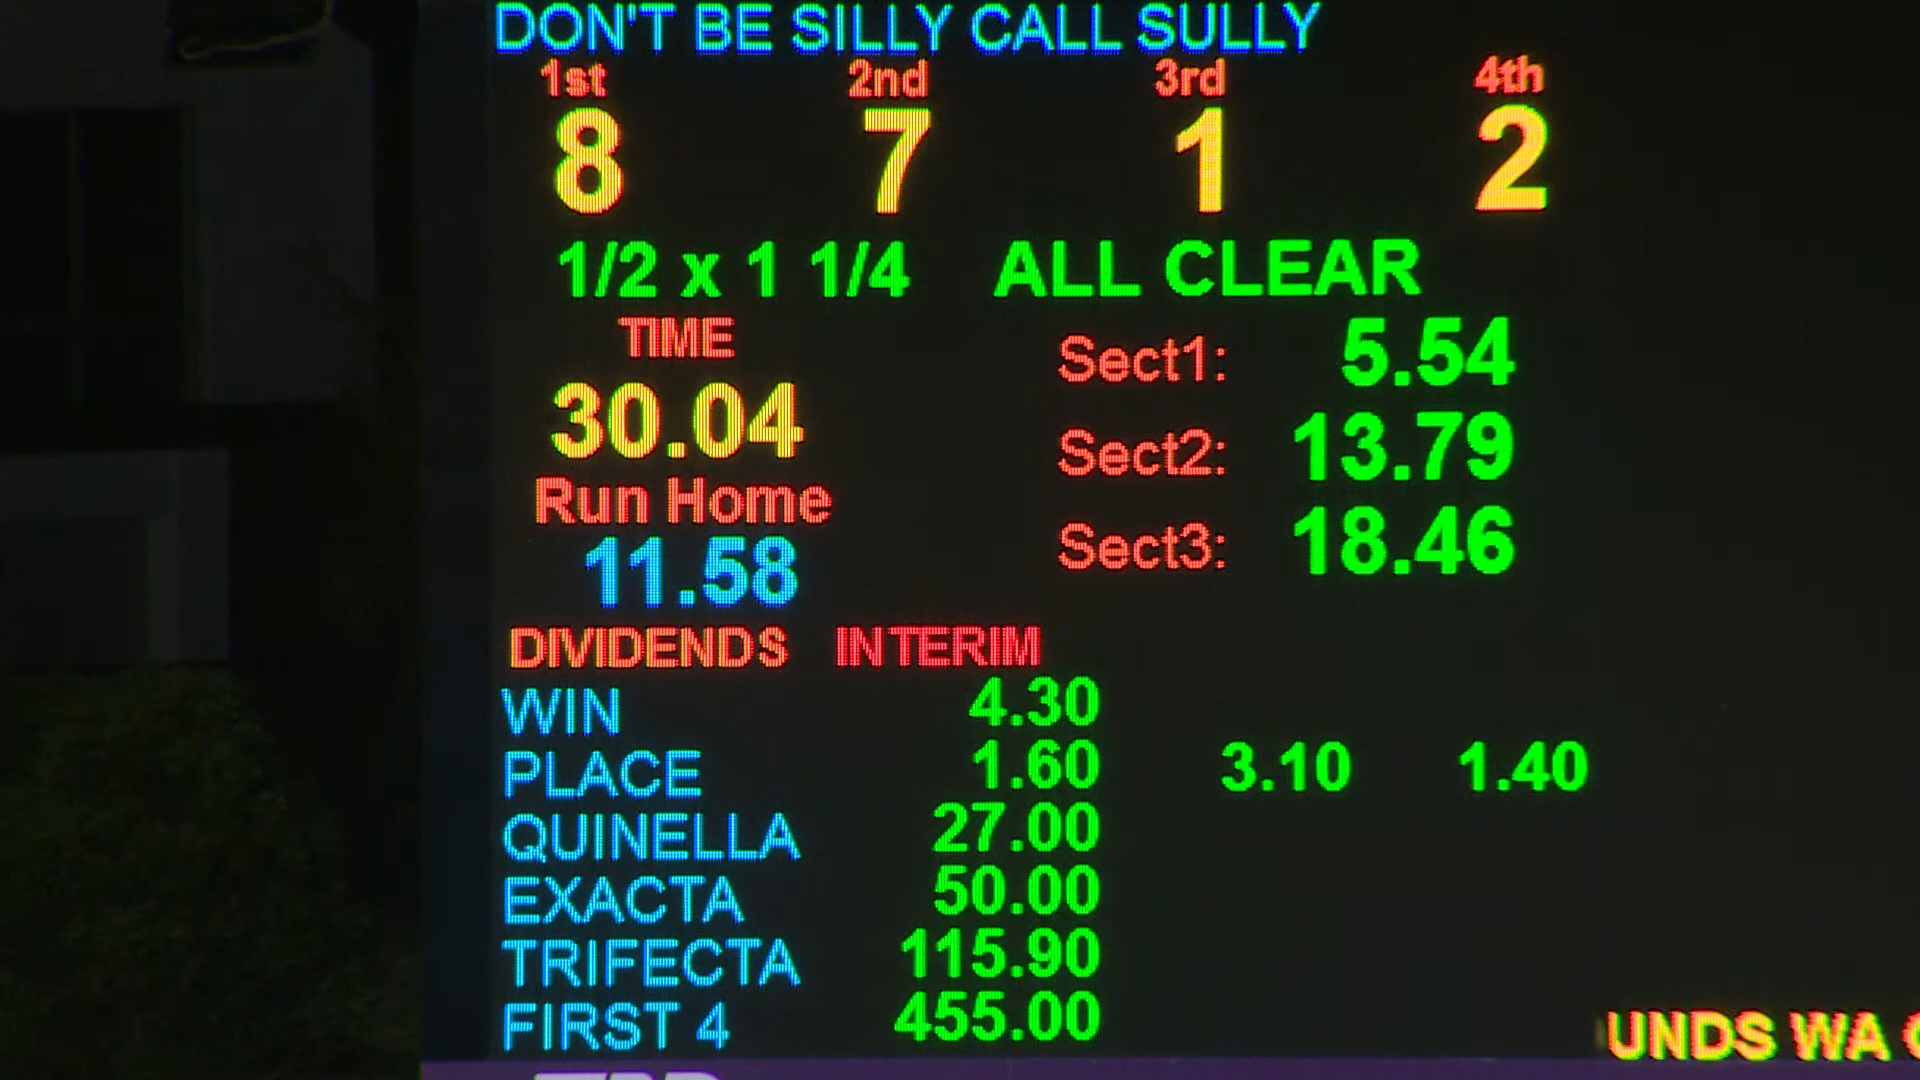 DON'T BE SILLY CALL SULLY
1st 2nd 3rd 4th
8 7 1 2
1/2 x 1 1/4 ALL CLEAR
TIME
30.04
Run Home
11.58
Sect1: 5.54
Sect2: 13.79
Sect3: 18.46
DIVIDENDS INTERIM
WIN 4.30
PLACE 1.60 3.10 1.40
QUINELLA 27.00
EXACTA 50.00
TRIFECTA 115.90
FIRST 4 455.00
UNDS WA